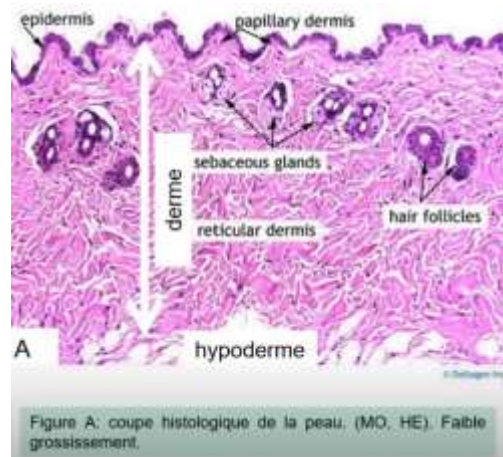 epidermis
papillary dermis
sebaceous glands
derme
hair follicles
reticular dermis
A
hypoderme
Figure A: coupe histologique de la peau. (MO, HE). Faible
grossissement.